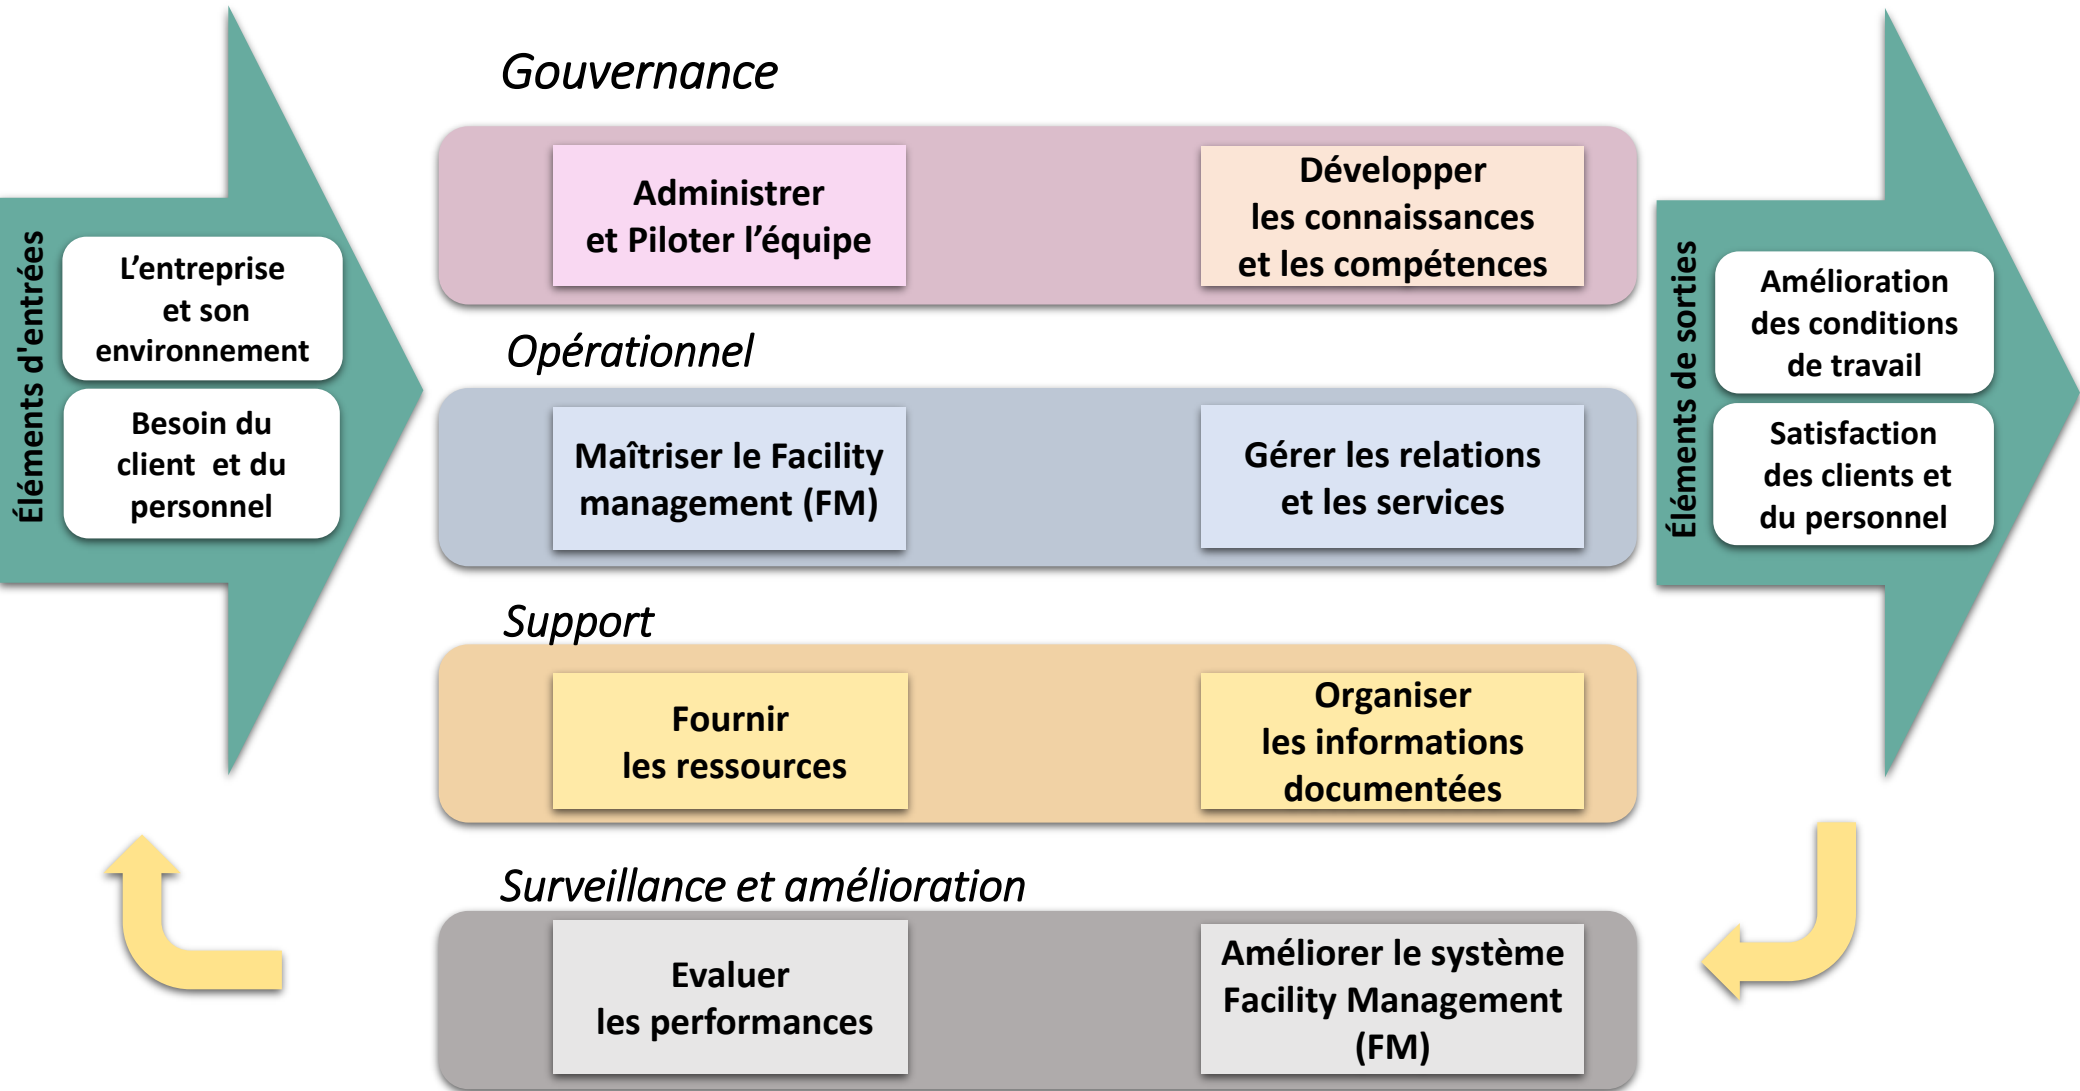 Éléments d'entrées
L’entreprise
et son
environnement
Besoin du
client et du
personnel
Gouvernance
Administrer
et Piloter l’équipe
Développer
les connaissances
et les compétences
Opérationnel
Maîtriser le Facility
management (FM)
Gérer les relations
et les services
Support
Fournir
les ressources
Organiser
les informations
documentées
Surveillance et amélioration
Evaluer
les performances
Améliorer le système
Facility Management
(FM)
Éléments de sorties
Amélioration
des conditions
de travail
Satisfaction
des clients et
du personnel